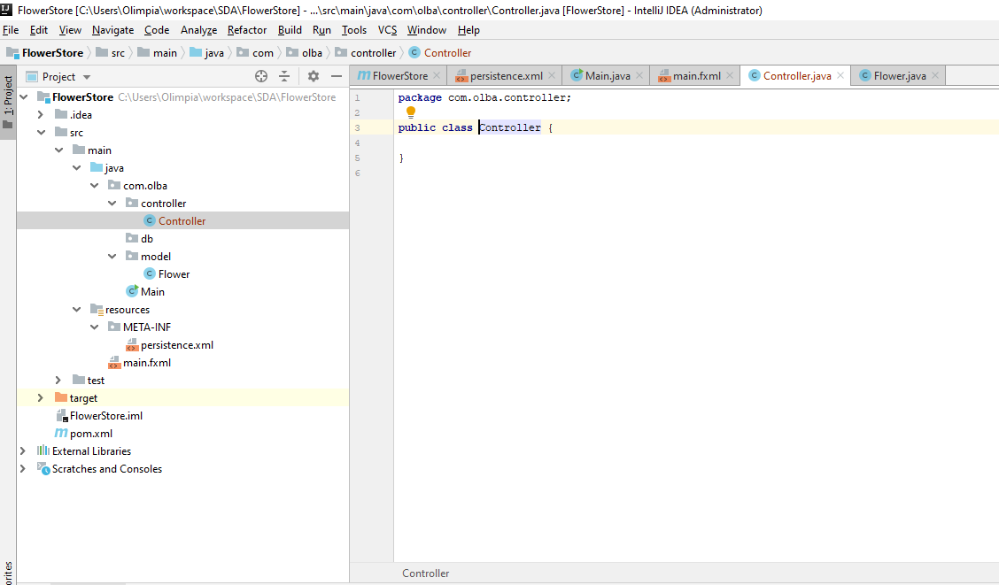 FlowerStore [C:\Users\Olimpia\workspace\SDA\FlowerStore] - ...\src\main\java\com\olba\controller\Controller.java [FlowerStore] - IntelliJ IDEA (Administrator)
File Edit View Navigate Code Analyze Refactor Build Run Tools VCS Window Help
FlowerStore src main java com olba controller Controller
Project
FlowerStore persistence.xml Main.java main.fxml Controller.java Flower.java
1: Project
FlowerStore C:\Users\Olimpia\workspace\SDA\FlowerStore
.idea
src
main
java
com.olba
controller
Controller
db
model
Flower
Main
resources
META-INF
persistence.xml
main.fxml
test
target
FlowerStore.iml
pom.xml
External Libraries
Scratches and Consoles
1 package com.olba.controller;
2
3 public class Controller {
4
5 }
6
Controller
orites